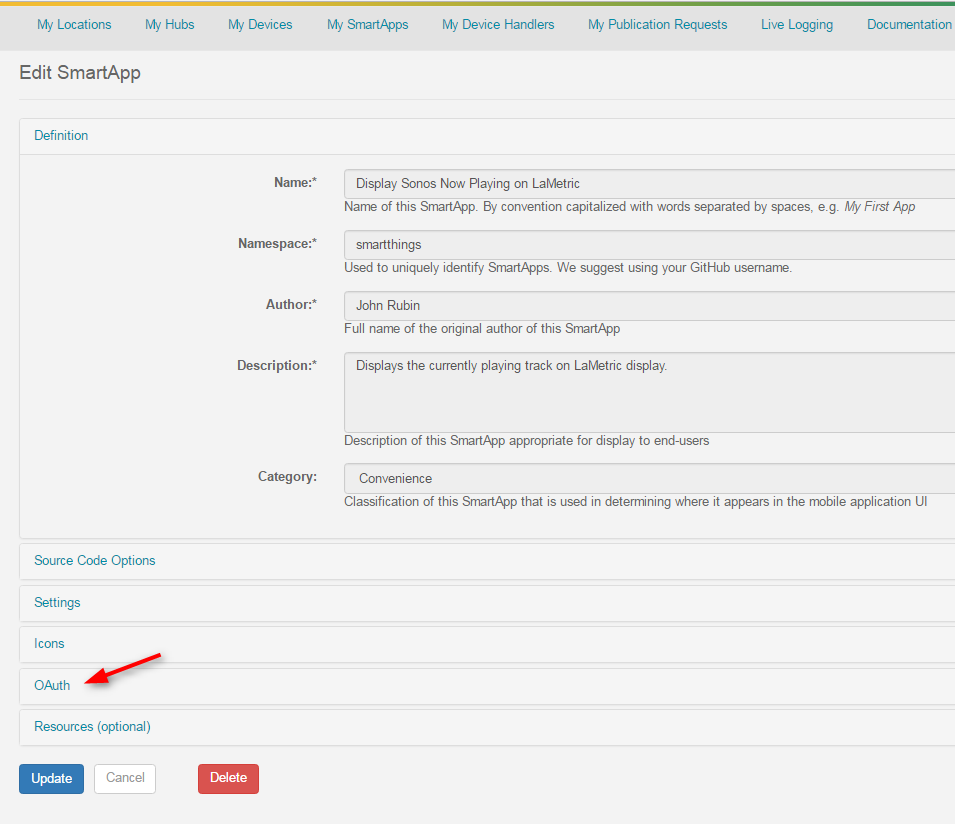 My Locations My Hubs My Devices My SmartApps My Device Handlers My Publication Requests Live Logging Documentation
Edit SmartApp
Definition
Name:* Display Sonos Now Playing on LaMetric
Name of this SmartApp. By convention capitalized with words separated by spaces, e.g. My First App
Namespace:* smartthings
Used to uniquely identify SmartApps. We suggest using your GitHub username.
Author:* John Rubin
Full name of the original author of this SmartApp
Description:* Displays the currently playing track on LaMetric display.
Description of this SmartApp appropriate for display to end-users
Category: Convenience
Classification of this SmartApp that is used in determining where it appears in the mobile application UI
Source Code Options
Settings
Icons
OAuth
Resources (optional)
Update Cancel Delete